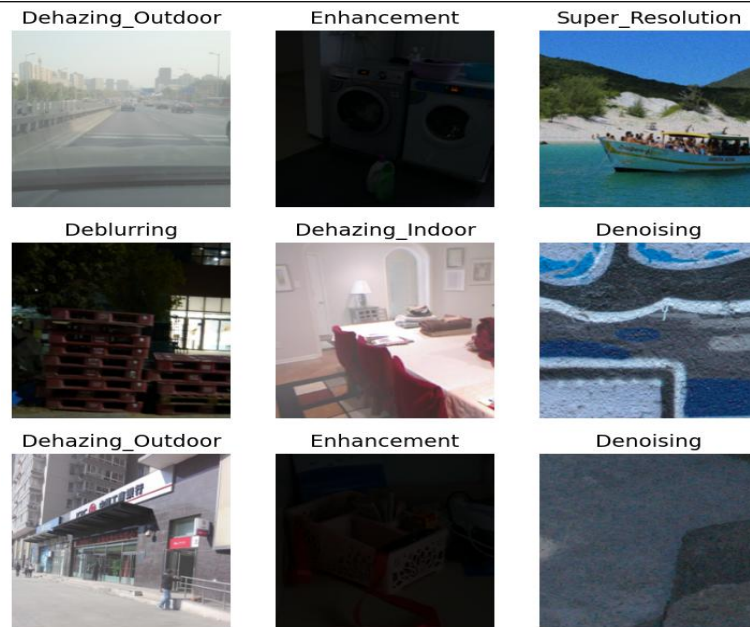 Dehazing_Outdoor
Enhancement
Super_Resolution
Deblurring
Dehazing_Indoor
Denoising
Dehazing_Outdoor
Enhancement
Denoising